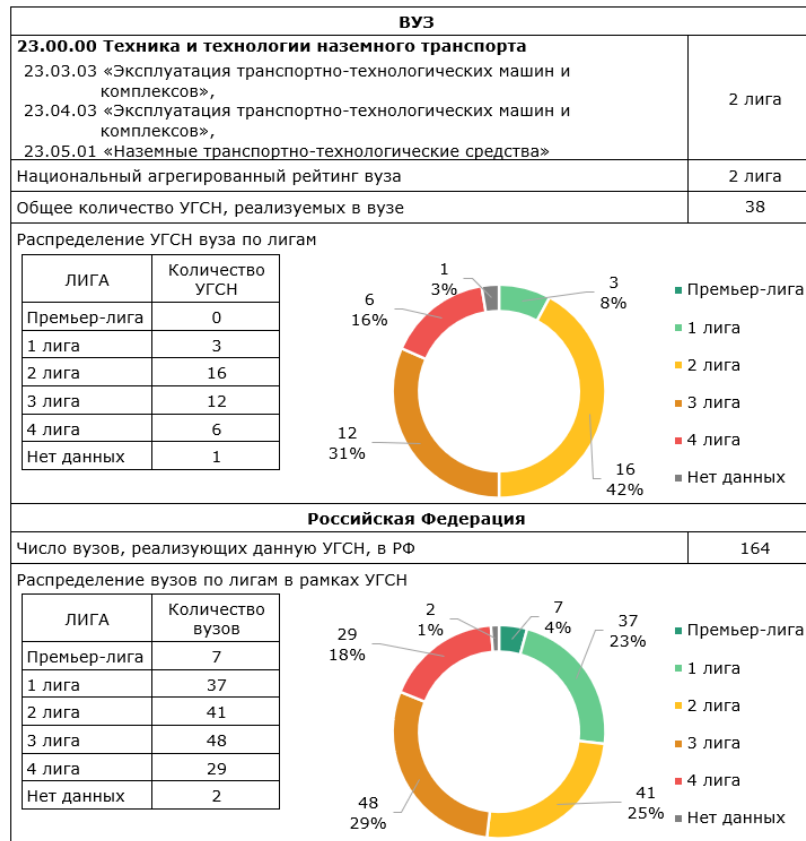 ВУЗ
23.00.00 Техника и технологии наземного транспорта
23.03.03 «Эксплуатация транспортно-технологических машин и
комплексов»,
23.04.03 «Эксплуатация транспортно-технологических машин и
комплексов»,
23.05.01 «Наземные транспортно-технологические средства»
2 лига
Национальный агрегированный рейтинг вуза 2 лига
Общее количество УГСН, реализуемых в вузе 38
Распределение УГСН вуза по лигам
ЛИГА Количество
УГСН
Премьер-лига 0
1 лига 3
2 лига 16
3 лига 12
4 лига 6
Нет данных 1
1
3%
3
8%
6
16%
12
31%
16
42%
Премьер-лига
1 лига
2 лига
3 лига
4 лига
Нет данных
Российская Федерация
Число вузов, реализующих данную УГСН, в РФ 164
Распределение вузов по лигам в рамках УГСН
ЛИГА Количество
вузов
Премьер-лига 7
1 лига 37
2 лига 41
3 лига 48
4 лига 29
Нет данных 2
2
1%
7
4%
37
23%
29
18%
48
29%
41
25%
Премьер-лига
1 лига
2 лига
3 лига
4 лига
Нет данных